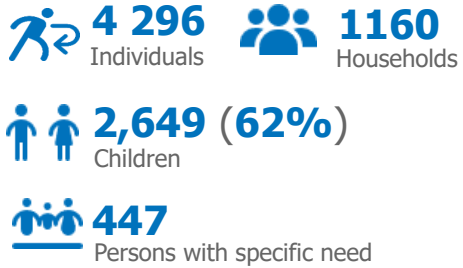 4 296 1160
Individuals Households
2,649 (62%)
Children
447
Persons with specific need